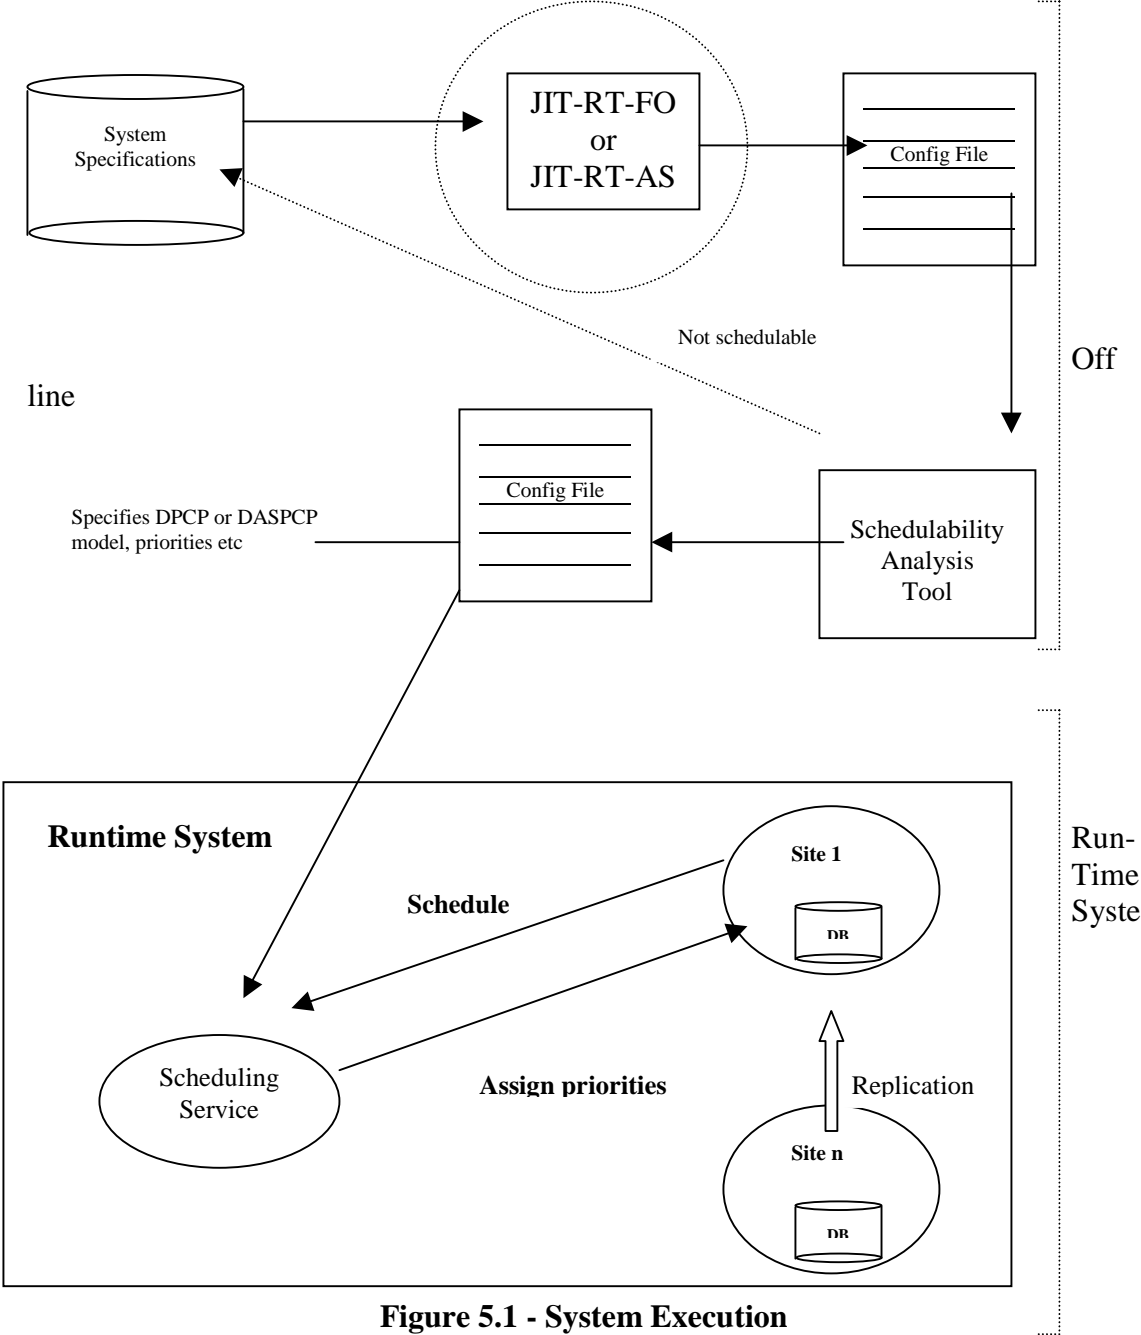 System
Specifications
JIT-RT-FO
or
JIT-RT-AS
Config File
Not schedulable
Off
line
Config File
Specifies DPCP or DASPCP
model, priorities etc
Schedulability
Analysis
Tool
Runtime System
Site 1
DB
Schedule
Run-
Time
Syste
Scheduling
Service
Assign priorities
Replication
Site n
DB
Figure 5.1 - System Execution